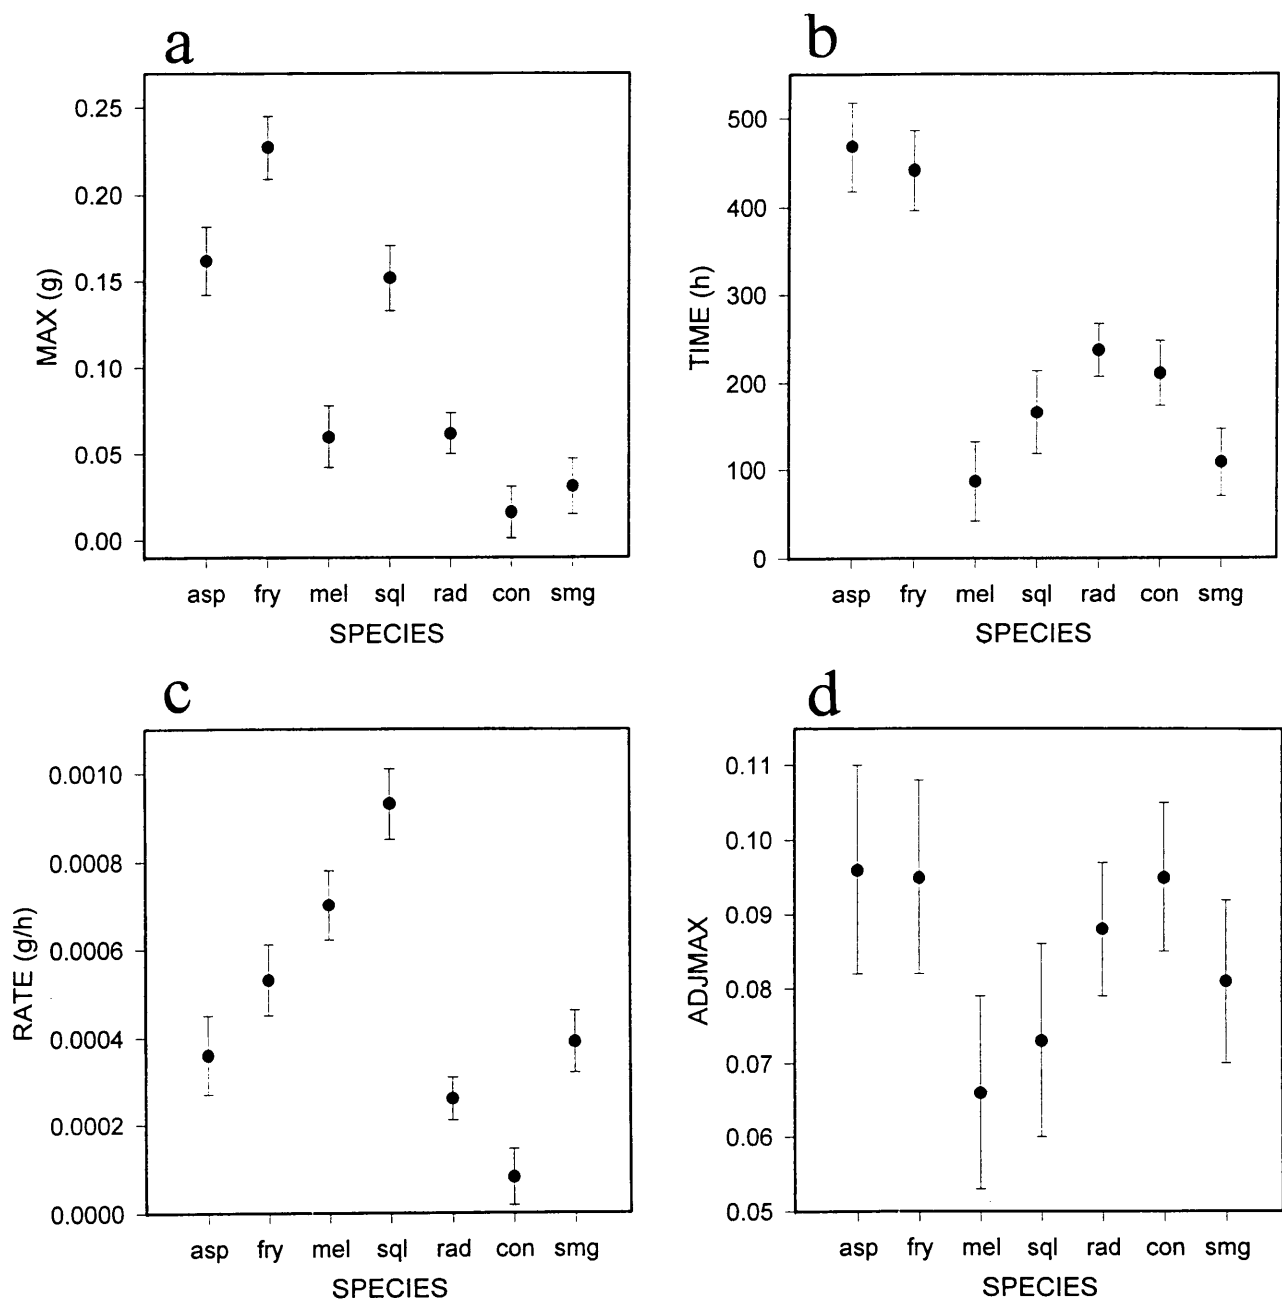 a
0.25
0.20
0.15
0.10
0.05
0.00
MAX (g)
asp fry mel sql rad con smg
SPECIES
b
500
400
300
200
100
0
TIME (h)
asp fry mel sql rad con smg
SPECIES
c
0.0010
0.0008
0.0006
0.0004
0.0002
0.0000
RATE (g/h)
asp fry mel sql rad con smg
SPECIES
d
0.11
0.10
0.09
0.08
0.07
0.06
0.05
ADJMAX
asp fry mel sql rad con smg
SPECIES